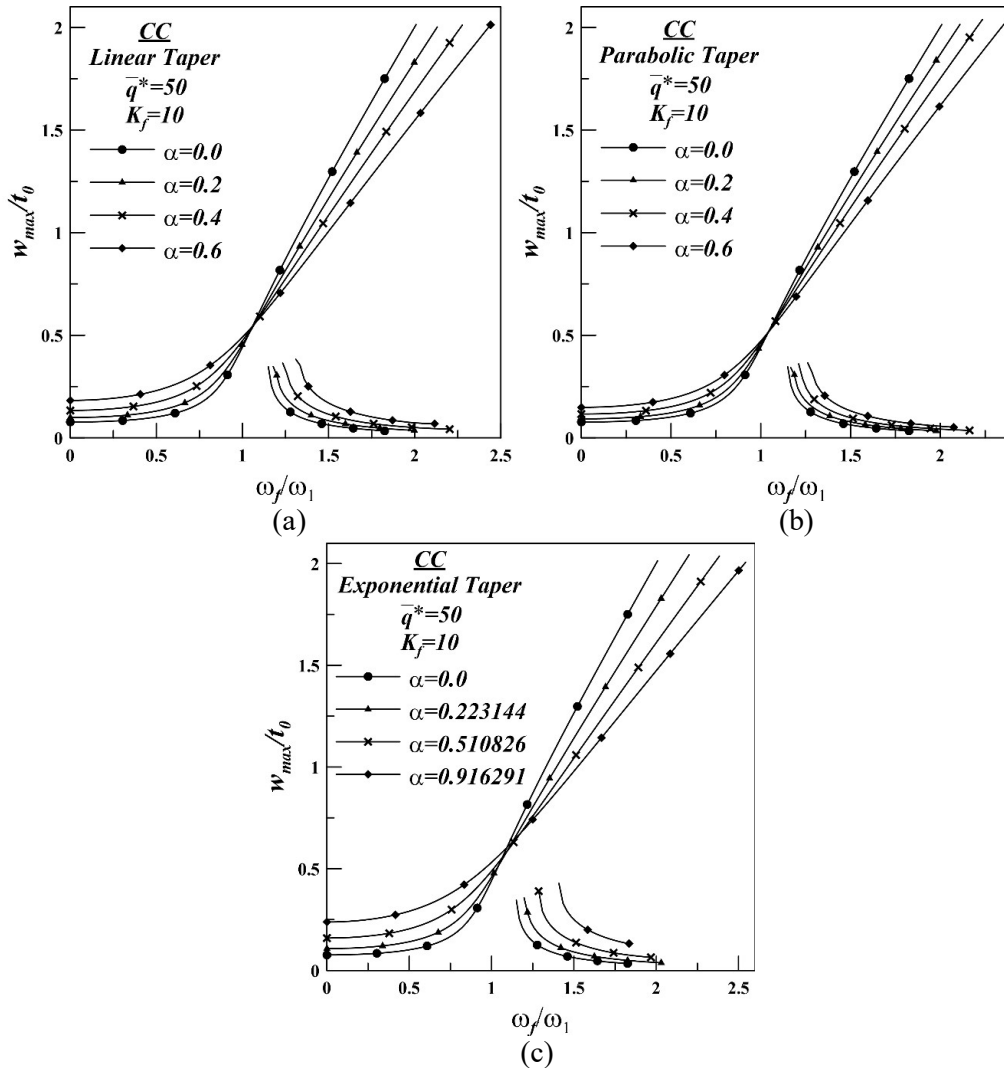 CC
Linear Taper
q̄*=50
K_f=10
α=0.0
α=0.2
α=0.4
α=0.6
2
1.5
1
0.5
0
w_max/t_0
0 0.5 1 1.5 2 2.5
ω_f/ω_1
(a)
CC
Parabolic Taper
q̄*=50
K_f=10
α=0.0
α=0.2
α=0.4
α=0.6
2
1.5
1
0.5
0
w_max/t_0
0 0.5 1 1.5 2
ω_f/ω_1
(b)
CC
Exponential Taper
q̄*=50
K_f=10
α=0.0
α=0.223144
α=0.510826
α=0.916291
2
1.5
1
0.5
0
w_max/t_0
0 0.5 1 1.5 2 2.5
ω_f/ω_1
(c)